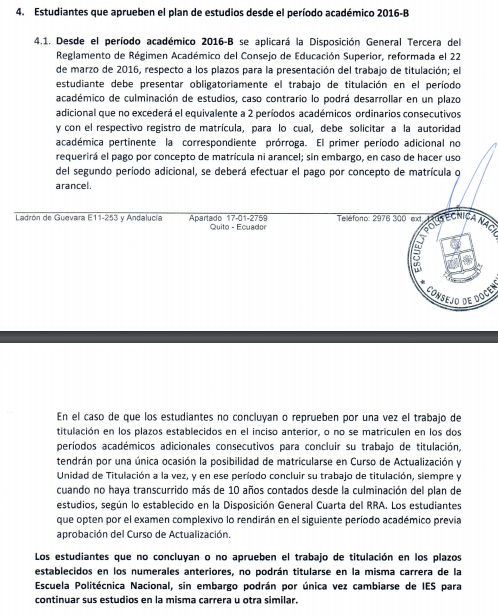 4. Estudiantes que aprueben el plan de estudios desde el período académico 2016-B
4.1. Desde el período académico 2016-B se aplicará la Disposición General Tercera del
Reglamento de Régimen Académico del Consejo de Educación Superior, reformada el 22
de marzo de 2016, respecto a los plazos para la presentación del trabajo de titulación; el
estudiante debe presentar obligatoriamente el trabajo de titulación en el período
académico de culminación de estudios, caso contrario lo podrá desarrollar en un plazo
adicional que no excederá el equivalente a 2 períodos académicos ordinarios consecutivos
y con el respectivo registro de matrícula, para lo cual, debe solicitar a la autoridad
académica pertinente la correspondiente prórroga. El primer período adicional no
requerirá el pago por concepto de matrícula ni arancel; sin embargo, en caso de hacer uso
del segundo período adicional, se deberá efectuar el pago por concepto de matrícula o
arancel.
Ladrón de Guevara E11-253 y Andalucía Apartado 17-01-2759 Teléfono: 2976 300 ext.
Quito - Ecuador
ESCUELA POLITÉCNICA NACIO
CONSEJO DE DOCEN
En el caso de que los estudiantes no concluyan o reprueben por una vez el trabajo de
titulación en los plazos establecidos en el inciso anterior, o no se matriculen en los dos
períodos académicos adicionales consecutivos para concluir su trabajo de titulación,
tendrán por una única ocasión la posibilidad de matricularse en Curso de Actualización y
Unidad de Titulación a la vez, y en ese período concluir su trabajo de titulación, siempre y
cuando no haya transcurrido más de 10 años contados desde la culminación del plan de
estudios, según lo establecido en la Disposición General Cuarta del RRA. Los estudiantes
que opten por el examen complexivo lo rendirán en el siguiente período académico previa
aprobación del Curso de Actualización.
Los estudiantes que no concluyan o no aprueben el trabajo de titulación en los plazos
establecidos en los numerales anteriores, no podrán titularse en la misma carrera de la
Escuela Politécnica Nacional, sin embargo podrán por única vez cambiarse de IES para
continuar sus estudios en la misma carrera u otra similar.